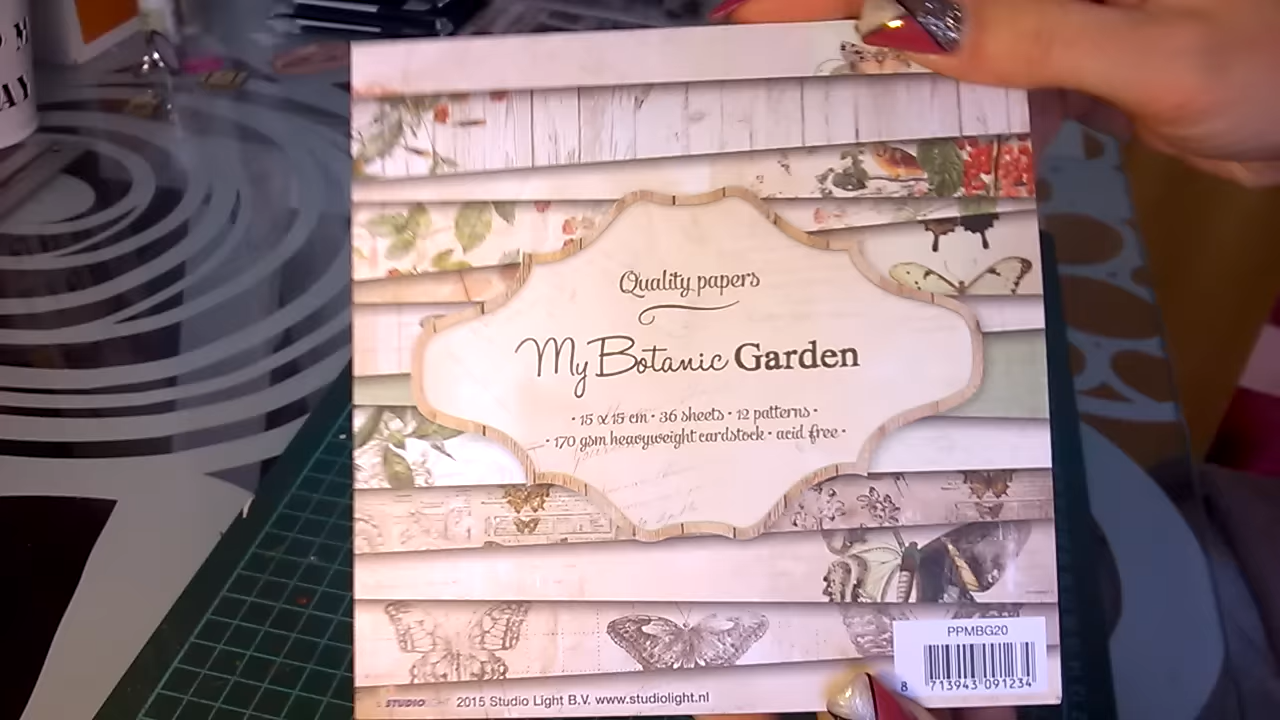 Quality papers
My Botanic Garden
• 15 x 15 cm • 36 sheets • 12 patterns •
• 170 gsm heavyweight cardstock • acid free •
PPMBG20
8 713943 091234
STUDIO
2015 Studio Light B.V. www.studiolight.nl